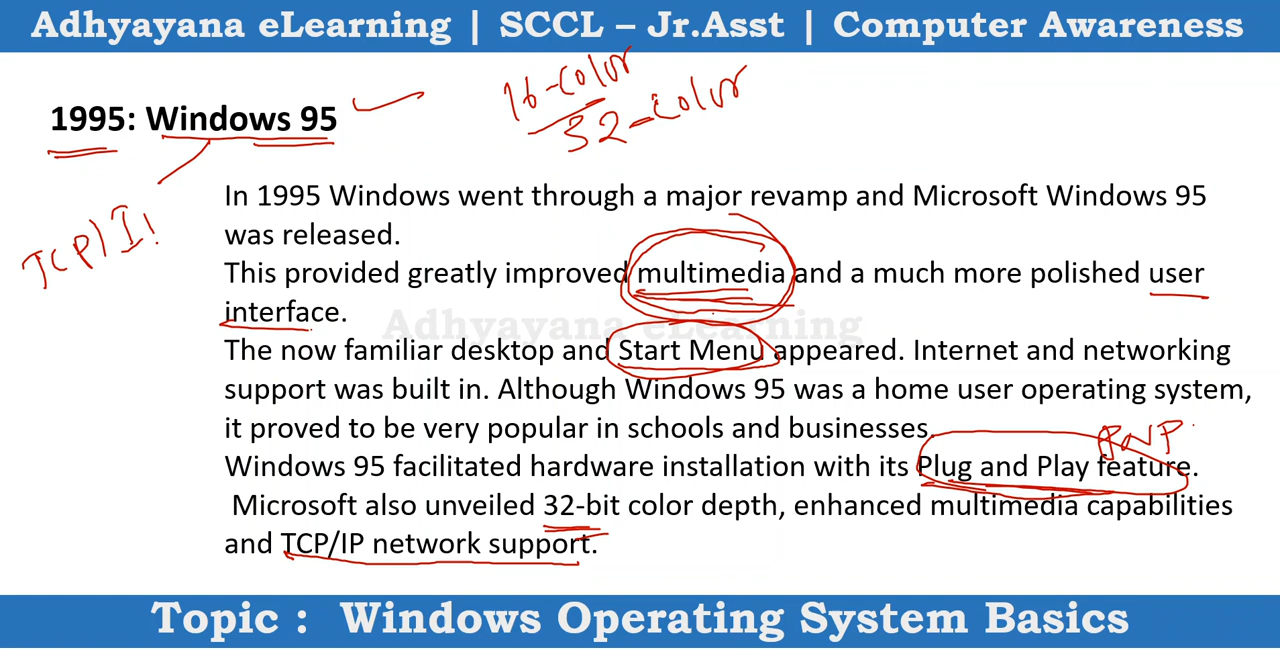 Adhyayana eLearning | SCCL – Jr.Asst | Computer Awareness
16-color
32-color
1995: Windows 95
TCP/I
In 1995 Windows went through a major revamp and Microsoft Windows 95
was released.
This provided greatly improved multimedia and a much more polished user
interface.
Adhyayana eLearning
The now familiar desktop and Start Menu appeared. Internet and networking
support was built in. Although Windows 95 was a home user operating system,
it proved to be very popular in schools and businesses.
PNP
Windows 95 facilitated hardware installation with its Plug and Play feature.
Microsoft also unveiled 32-bit color depth, enhanced multimedia capabilities
and TCP/IP network support.
Topic : Windows Operating System Basics